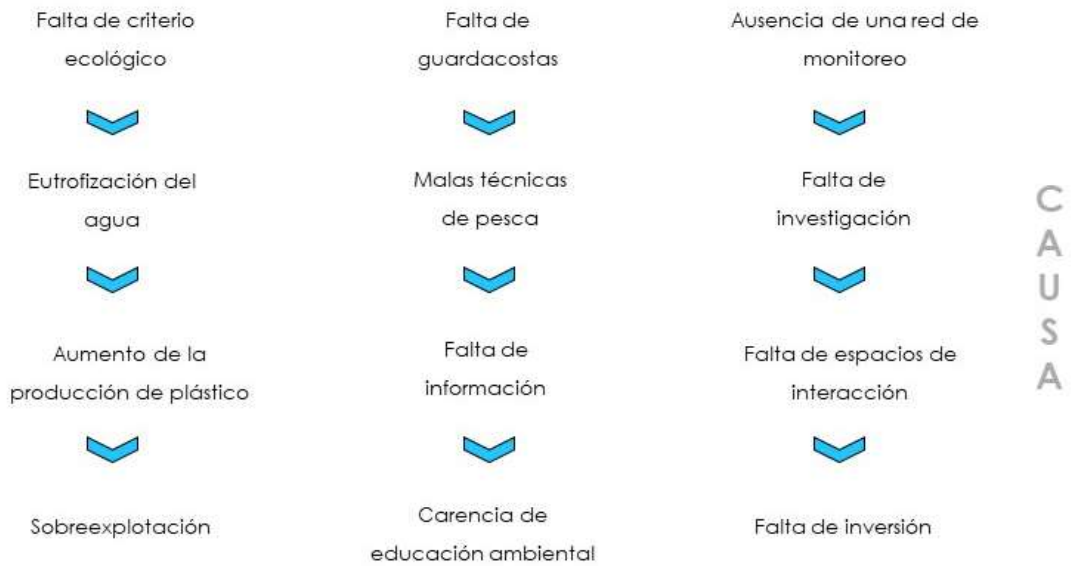 Falta de criterio
ecológico
Eutrofización del
agua
Aumento de la
producción de plástico
Sobreexplotación
Falta de
guardacostas
Malas técnicas
de pesca
Falta de
información
Carencia de
educación ambiental
Ausencia de una red de
monitoreo
Falta de
investigación
Falta de espacios de
interacción
Falta de inversión
C
A
U
S
A